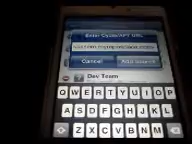 Enter Cydia/APT URL
Cancel
Add Source
Dev Team
Q W E R T Y U I O P
A S D F G H J K L
Z X C V B N M